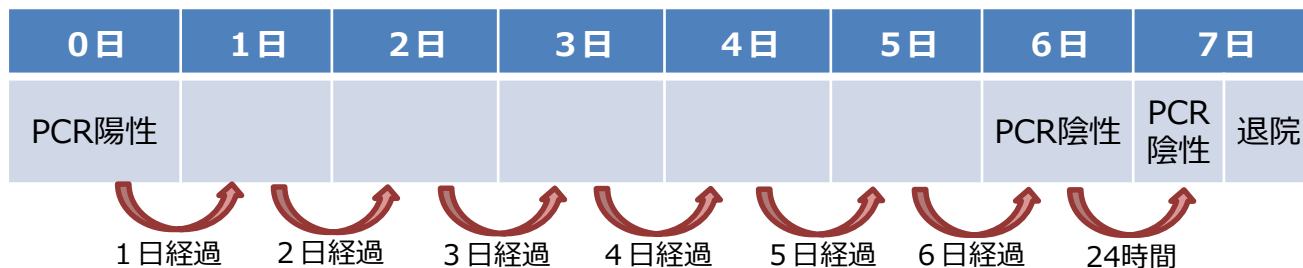 0日 1日 2日 3日 4日 5日 6日 7日
PCR陽性 PCR陰性 PCR陰性 退院
1日経過 2日経過 3日経過 4日経過 5日経過 6日経過 24時間